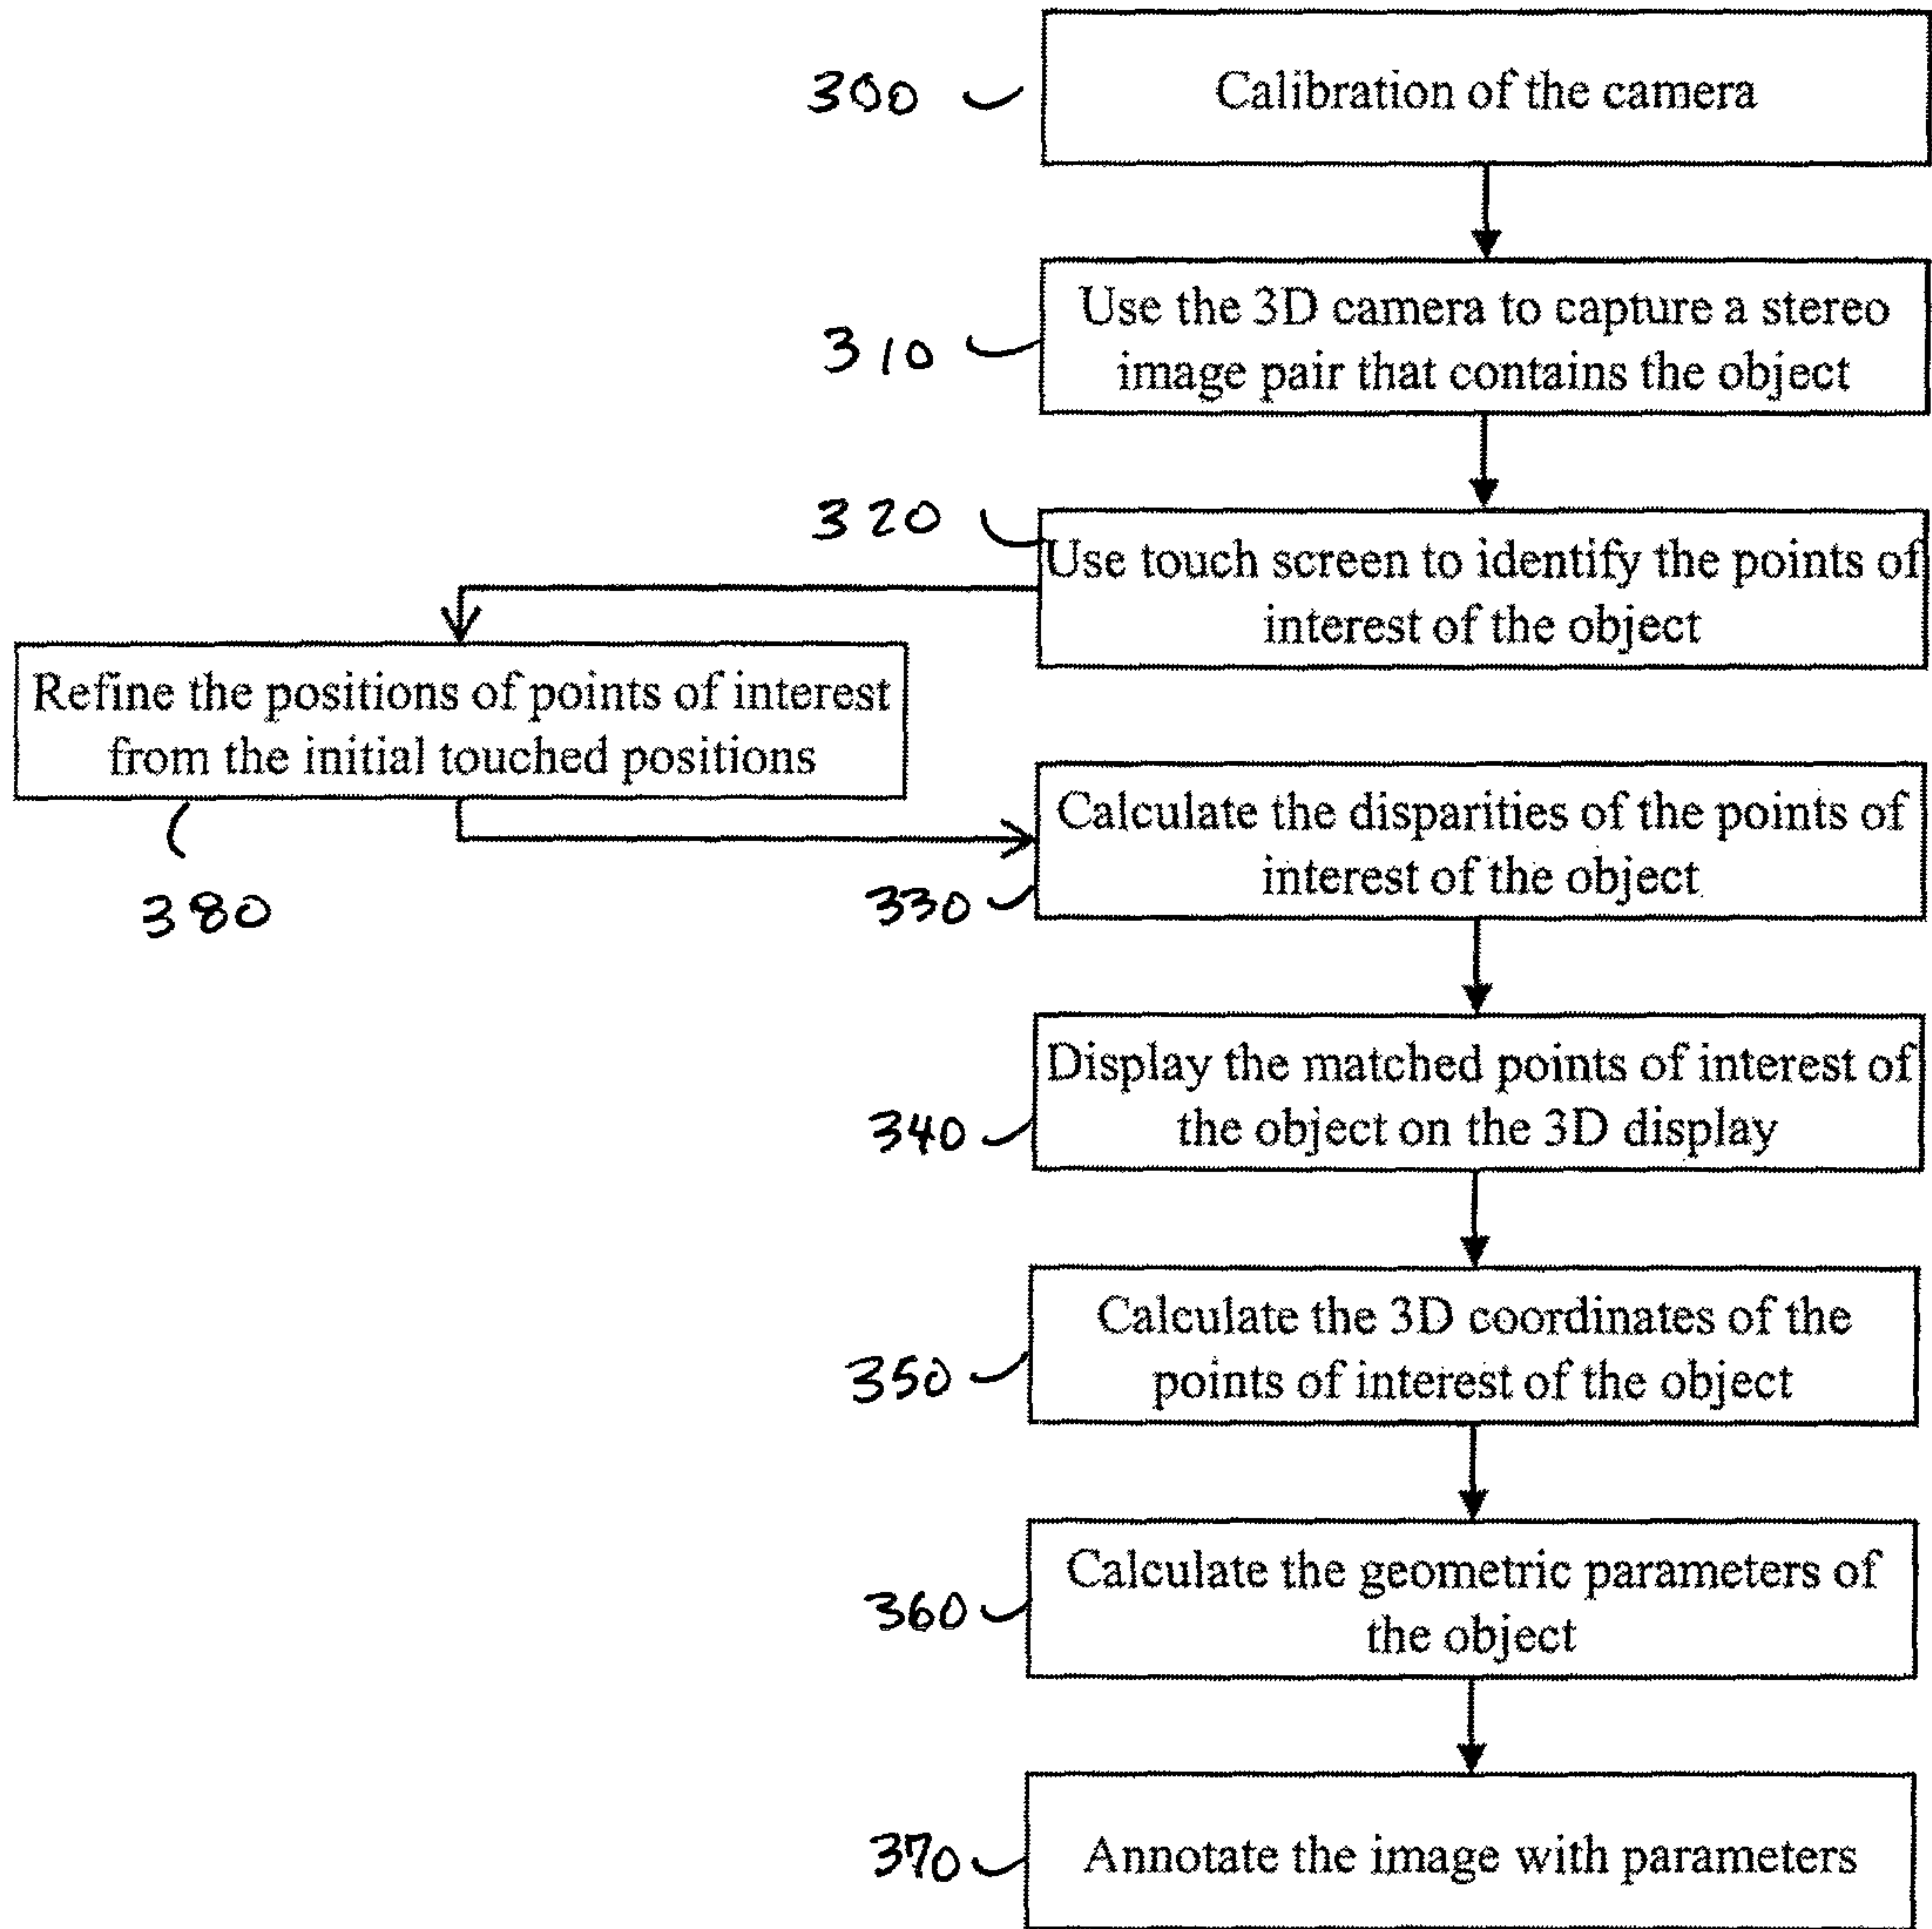 300
Calibration of the camera
310
Use the 3D camera to capture a stereo
image pair that contains the object
320
Use touch screen to identify the points of
interest of the object
Refine the positions of points of interest
from the initial touched positions
380
Calculate the disparities of the points of
interest of the object
330
Display the matched points of interest of
the object on the 3D display
340
Calculate the 3D coordinates of the
points of interest of the object
350
Calculate the geometric parameters of
the object
360
Annotate the image with parameters
370